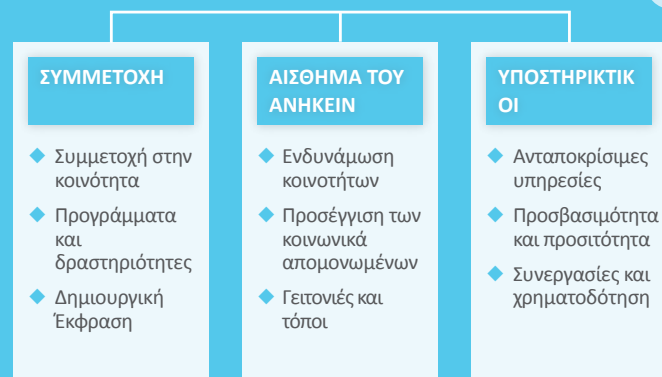 ΣΥΜΜΕΤΟΧΗ
Συμμετοχή στην
κοινότητα
Προγράμματα
και
δραστηριότητες
Δημιουργική
Έκφραση
ΑΙΣΘΗΜΑ ΤΟΥ
ΑΝΗΚΕΙΝ
Ενδυνάμωση
κοινοτήτων
Προσέγγιση των
κοινωνικά
απομονωμένων
Γειτονιές και
τόποι
ΥΠΟΣΤΗΡΙΚΤΙΚ
ΟΙ
Ανταποκρίσιμες
υπηρεσίες
Προσβασιμότητα
και προσιτότητα
Συνεργασίες και
χρηματοδότηση